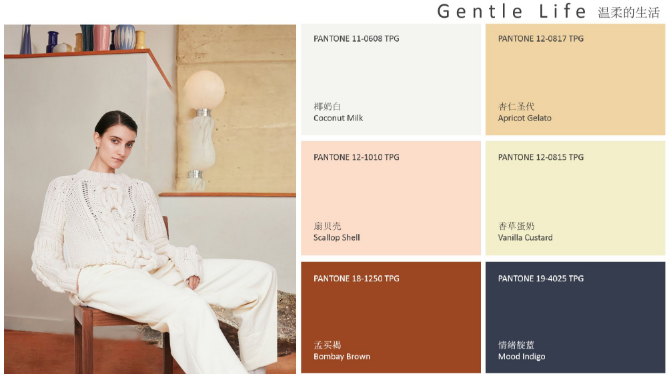 Gentle Life 温柔的生活
PANTONE 11-0608 TPG
椰奶白
Coconut Milk
PANTONE 12-0817 TPG
杏仁圣代
Apricot Gelato
PANTONE 12-1010 TPG
扇贝壳
Scallop Shell
PANTONE 12-0815 TPG
香草蛋奶
Vanilla Custard
PANTONE 18-1250 TPG
孟买褐
Bombay Brown
PANTONE 19-4025 TPG
情绪靛蓝
Mood Indigo